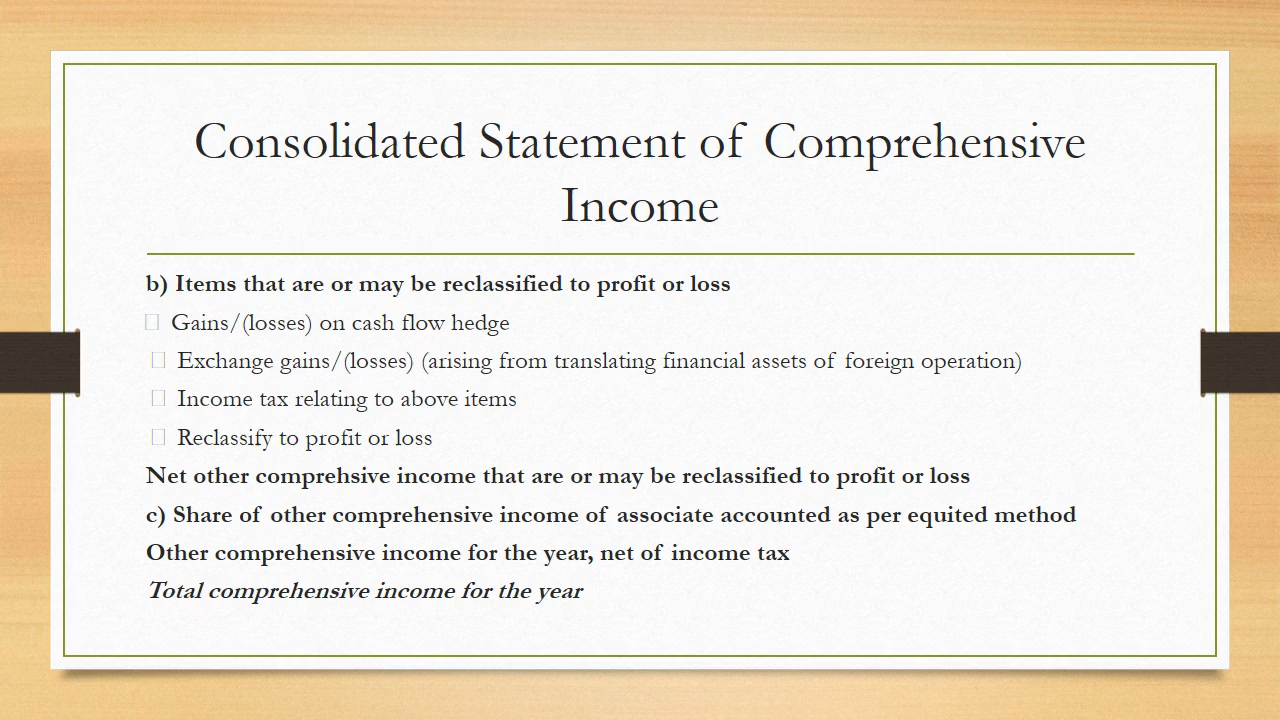 Consolidated Statement of Comprehensive
Income
b) Items that are or may be reclassified to profit or loss
Gains/(losses) on cash flow hedge
Exchange gains/(losses) (arising from translating financial assets of foreign operation)
Income tax relating to above items
Reclassify to profit or loss
Net other comprehsive income that are or may be reclassified to profit or loss
c) Share of other comprehensive income of associate accounted as per equited method
Other comprehensive income for the year, net of income tax
Total comprehensive income for the year